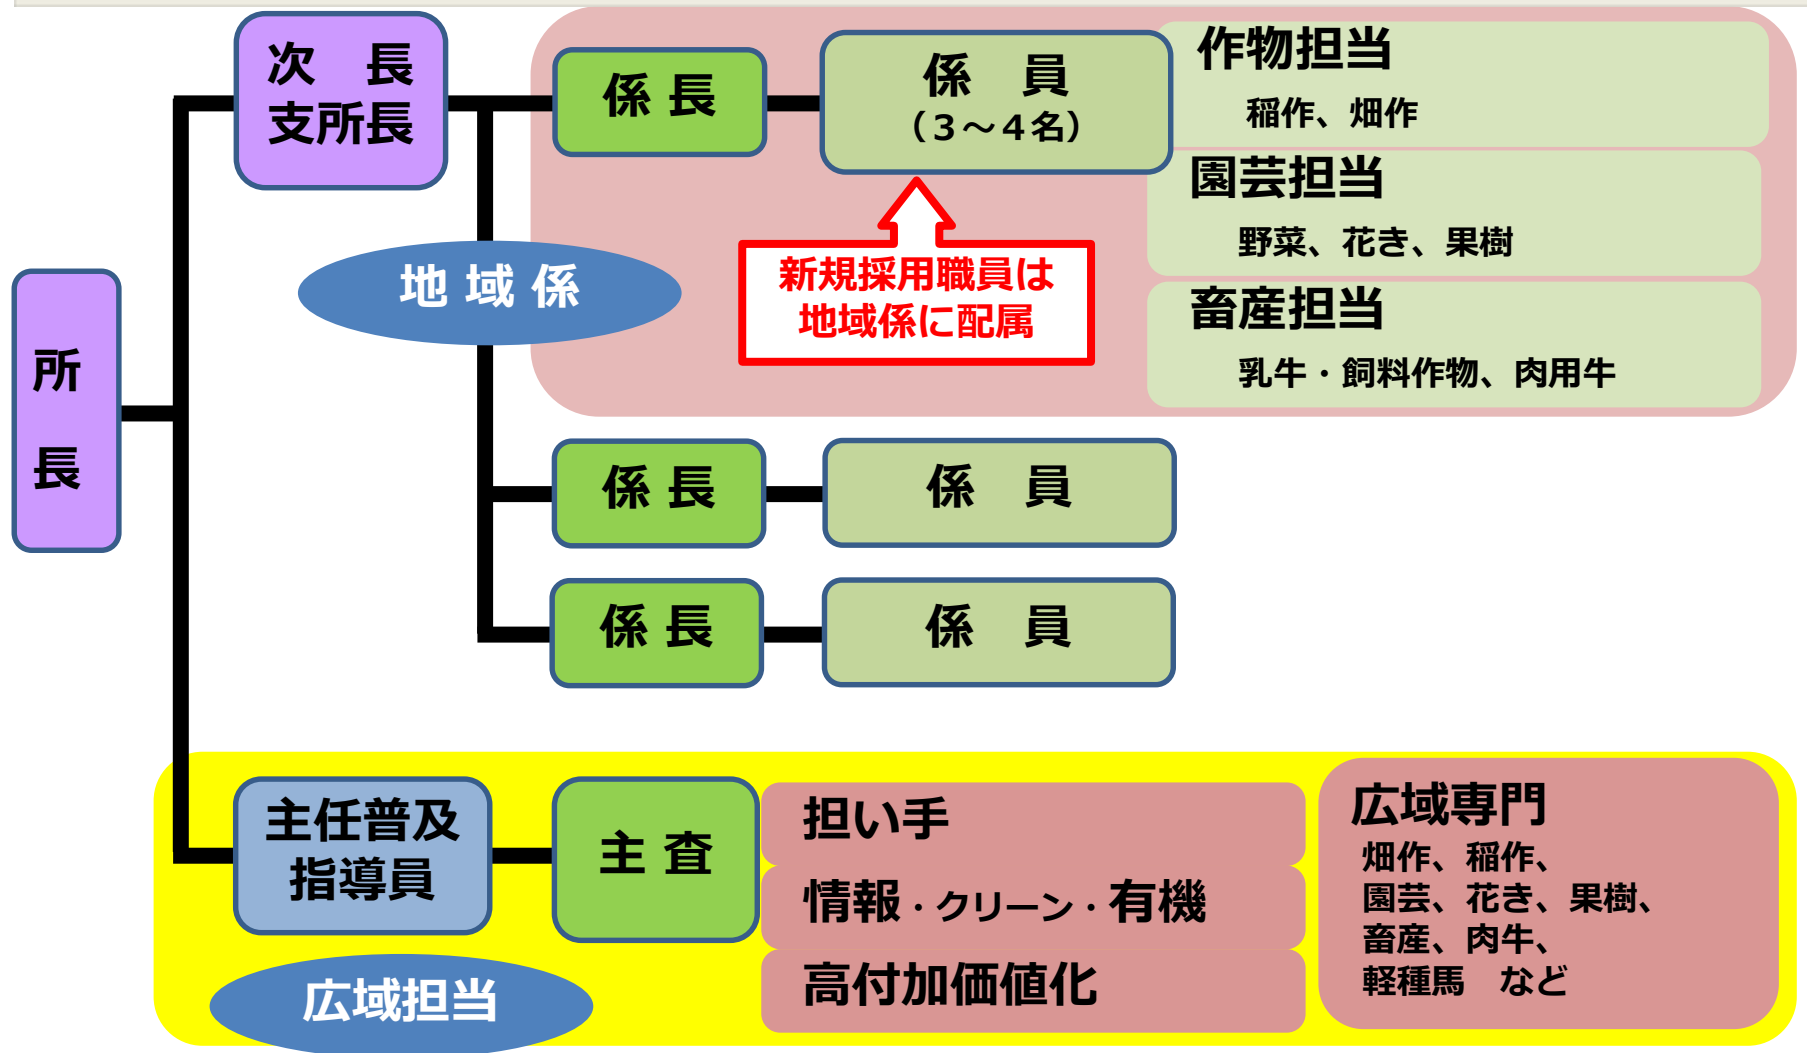 所
長
次　長
支所長
地 域 係
係 長
係　員
（３～４名）
作物担当
稲作、畑作
園芸担当
野菜、花き、果樹
畜産担当
乳牛・飼料作物、肉用牛
新規採用職員は
地域係に配属
係 長
係　員
係 長
係　員
主任普及
指導員
広域担当
主 査
担い手
情報・クリーン・有機
高付加価値化
広域専門
畑作、稲作、
園芸、花き、果樹、
畜産、肉牛、
軽種馬　など